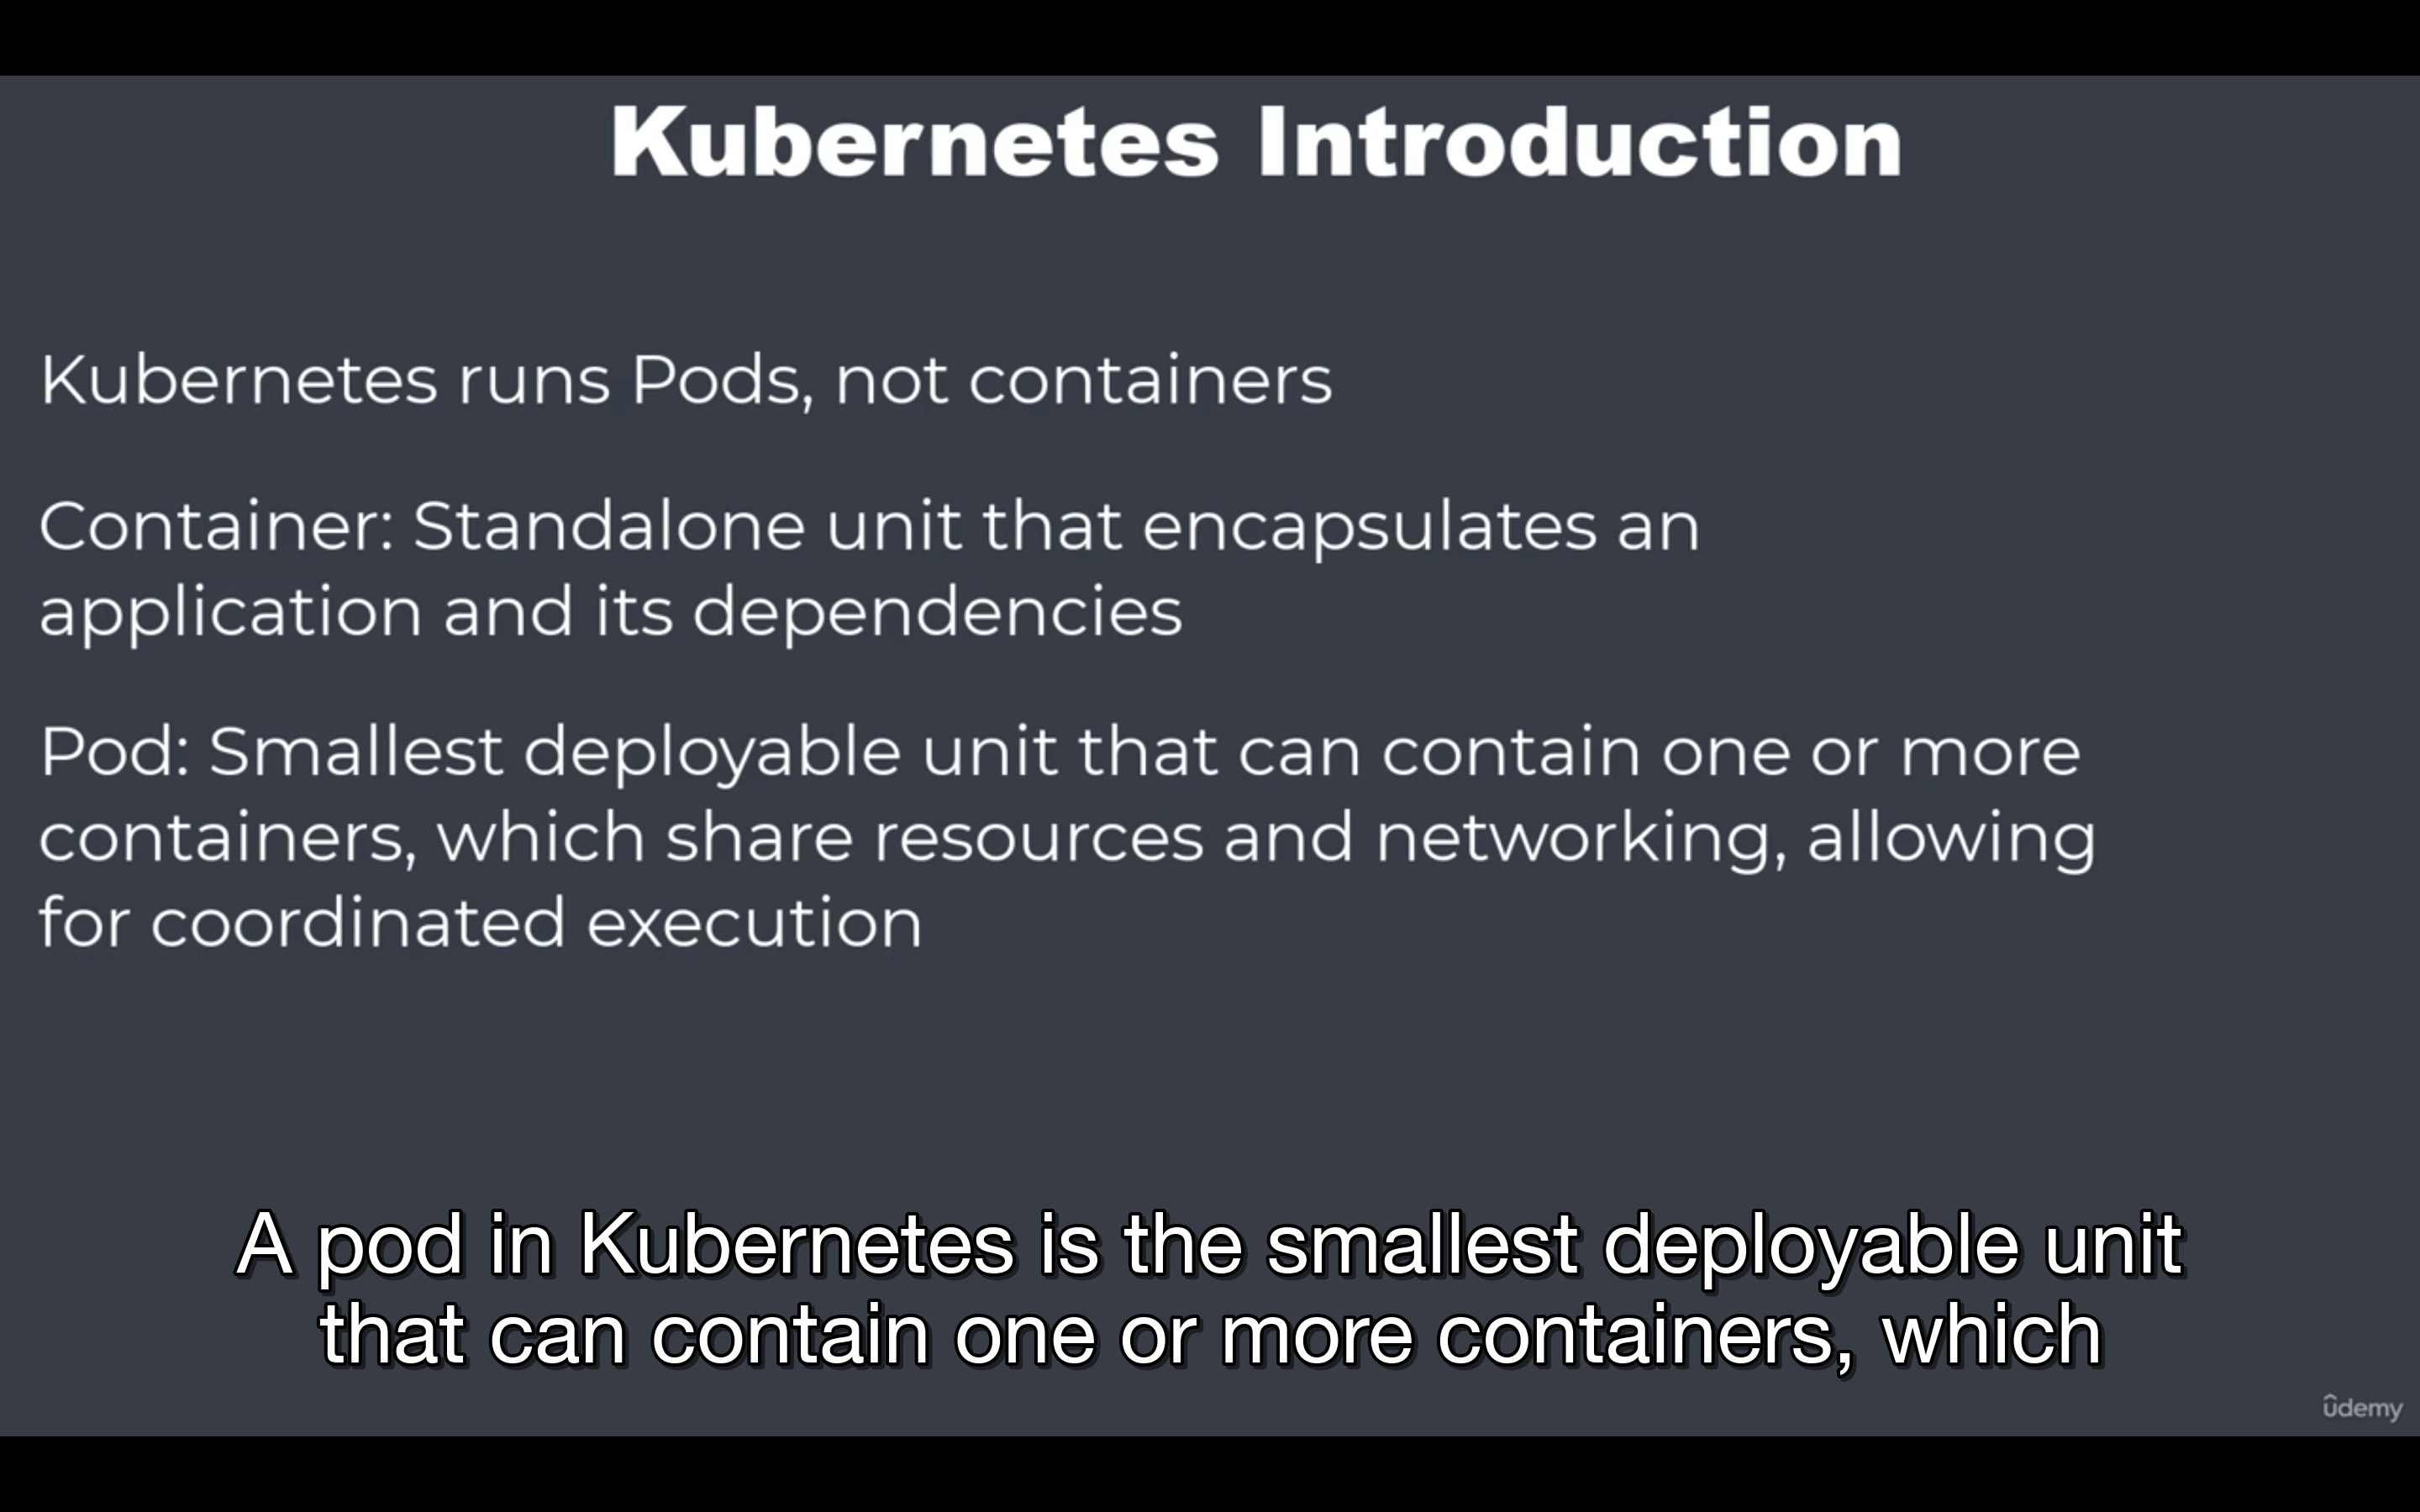 Kubernetes Introduction
Kubernetes runs Pods, not containers
Container: Standalone unit that encapsulates an
application and its dependencies
Pod: Smallest deployable unit that can contain one or more
containers, which share resources and networking, allowing
for coordinated execution
A pod in Kubernetes is the smallest deployable unit
that can contain one or more containers, which
ûdemy